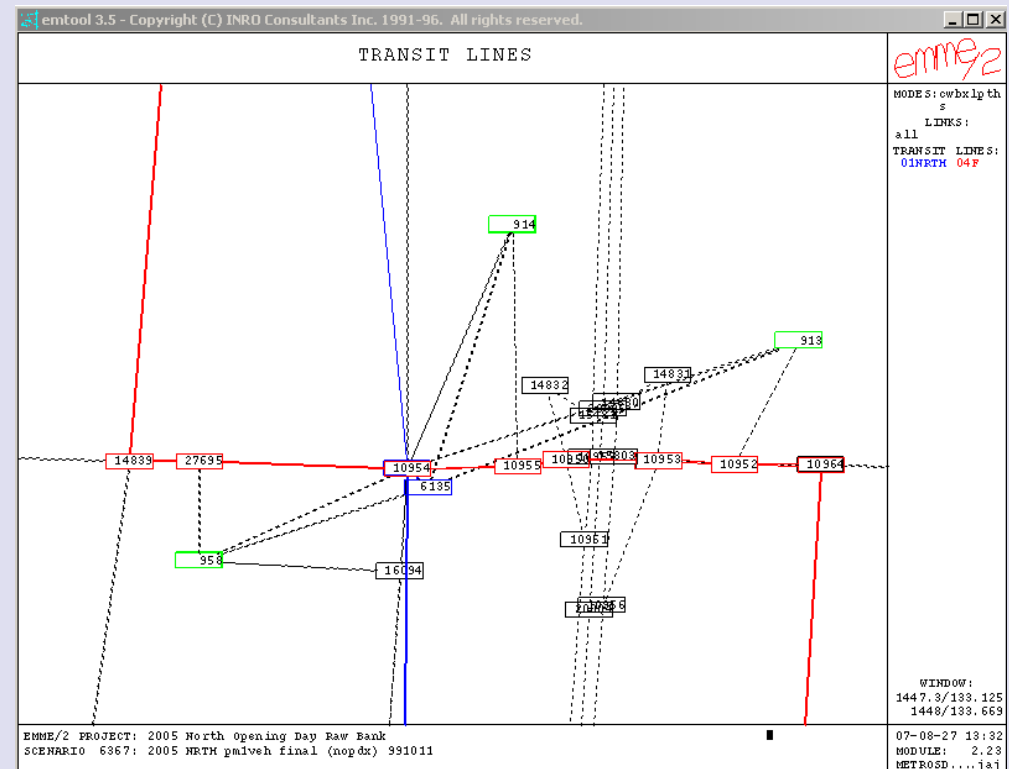 emtool 3.5 - Copyright (C) INRO Consultants Inc. 1991-96. All rights reserved.
TRANSIT LINES
emme/2
MODES: cwbxlpth
s
LINKS:
all
TRANSIT LINES:
01NRTH 04F
914
913
14831
14832
14839
27695
10954
10955
10953
10952
10964
6135
10951
958
16094
WINDOW:
1447.3/133.125
1448/133.669
EMME/2 PROJECT: 2005 North Opening Day Raw Bank
SCENARIO 6367: 2005 NRTH pm1veh final (nopdx) 991011
07-08-27 13:32
MODULE: 2.23
METROSD....jaj